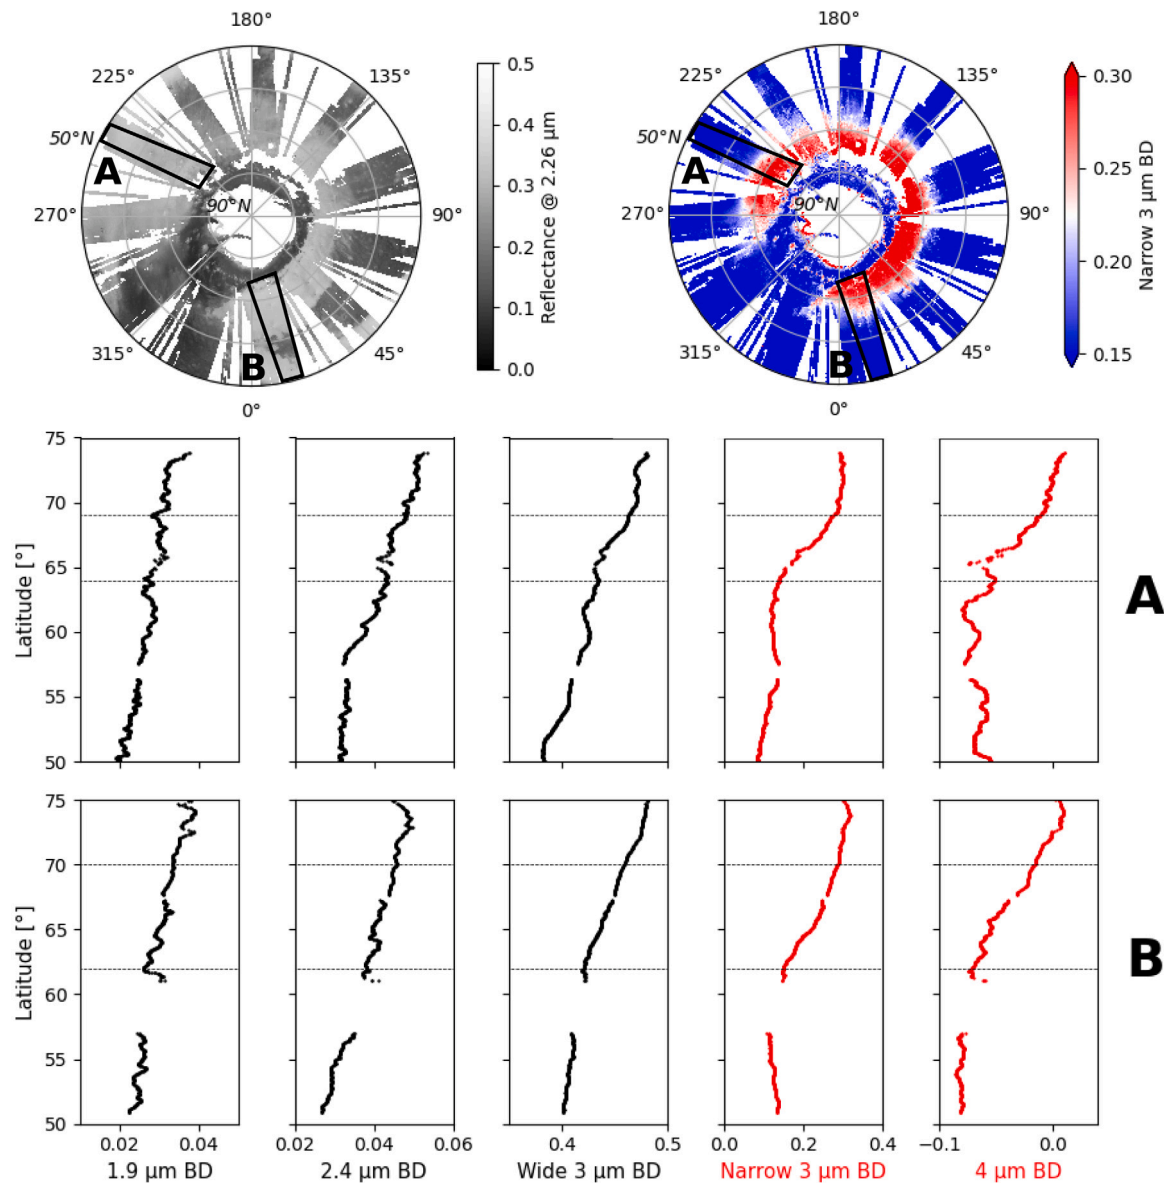 180° 180°
225° 135° 225° 135°
50°N 50°N
A A
270° 90°N 90° 270° 90°N 90°
315° 45° 315° 45°
B B
0° 0°
0.5
0.4
0.3
0.2
0.1
0.0
Reflectance @ 2.26 µm
0.30
0.25
0.20
0.15
Narrow 3 µm BD
75
70
65
60
55
50
Latitude [°]
A
75
70
65
60
55
50
Latitude [°]
B
0.02 0.04 0.02 0.04 0.06 0.4 0.5 0.0 0.2 0.4 −0.1 0.0
1.9 µm BD 2.4 µm BD Wide 3 µm BD Narrow 3 µm BD 4 µm BD